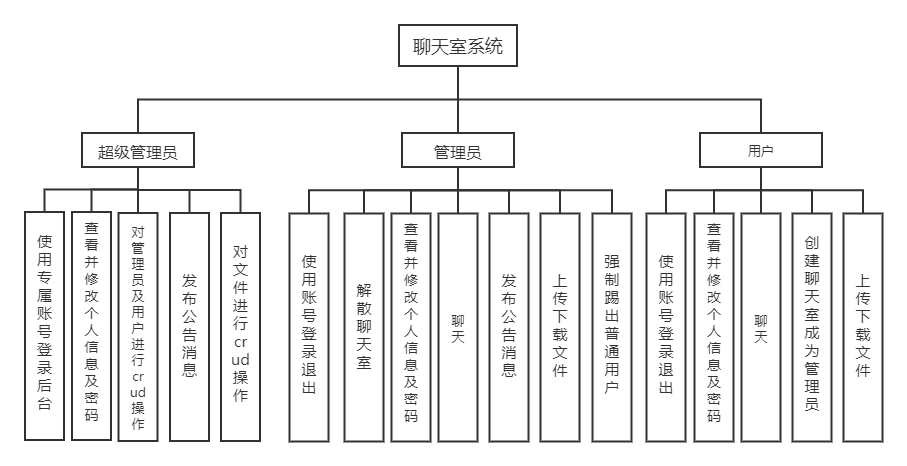 聊天室系统
超级管理员
管理员
用户
使用专属账号登录后台
查看并修改个人信息及密码
对管理员及用户进行crud操作
发布公告消息
对文件进行crud操作
使用账号登录退出
解散聊天室
查看并修改个人信息及密码
聊天
发布公告消息
上传下载文件
强制踢出普通用户
使用账号登录退出
查看并修改个人信息及密码
聊天
创建聊天室成为管理员
上传下载文件